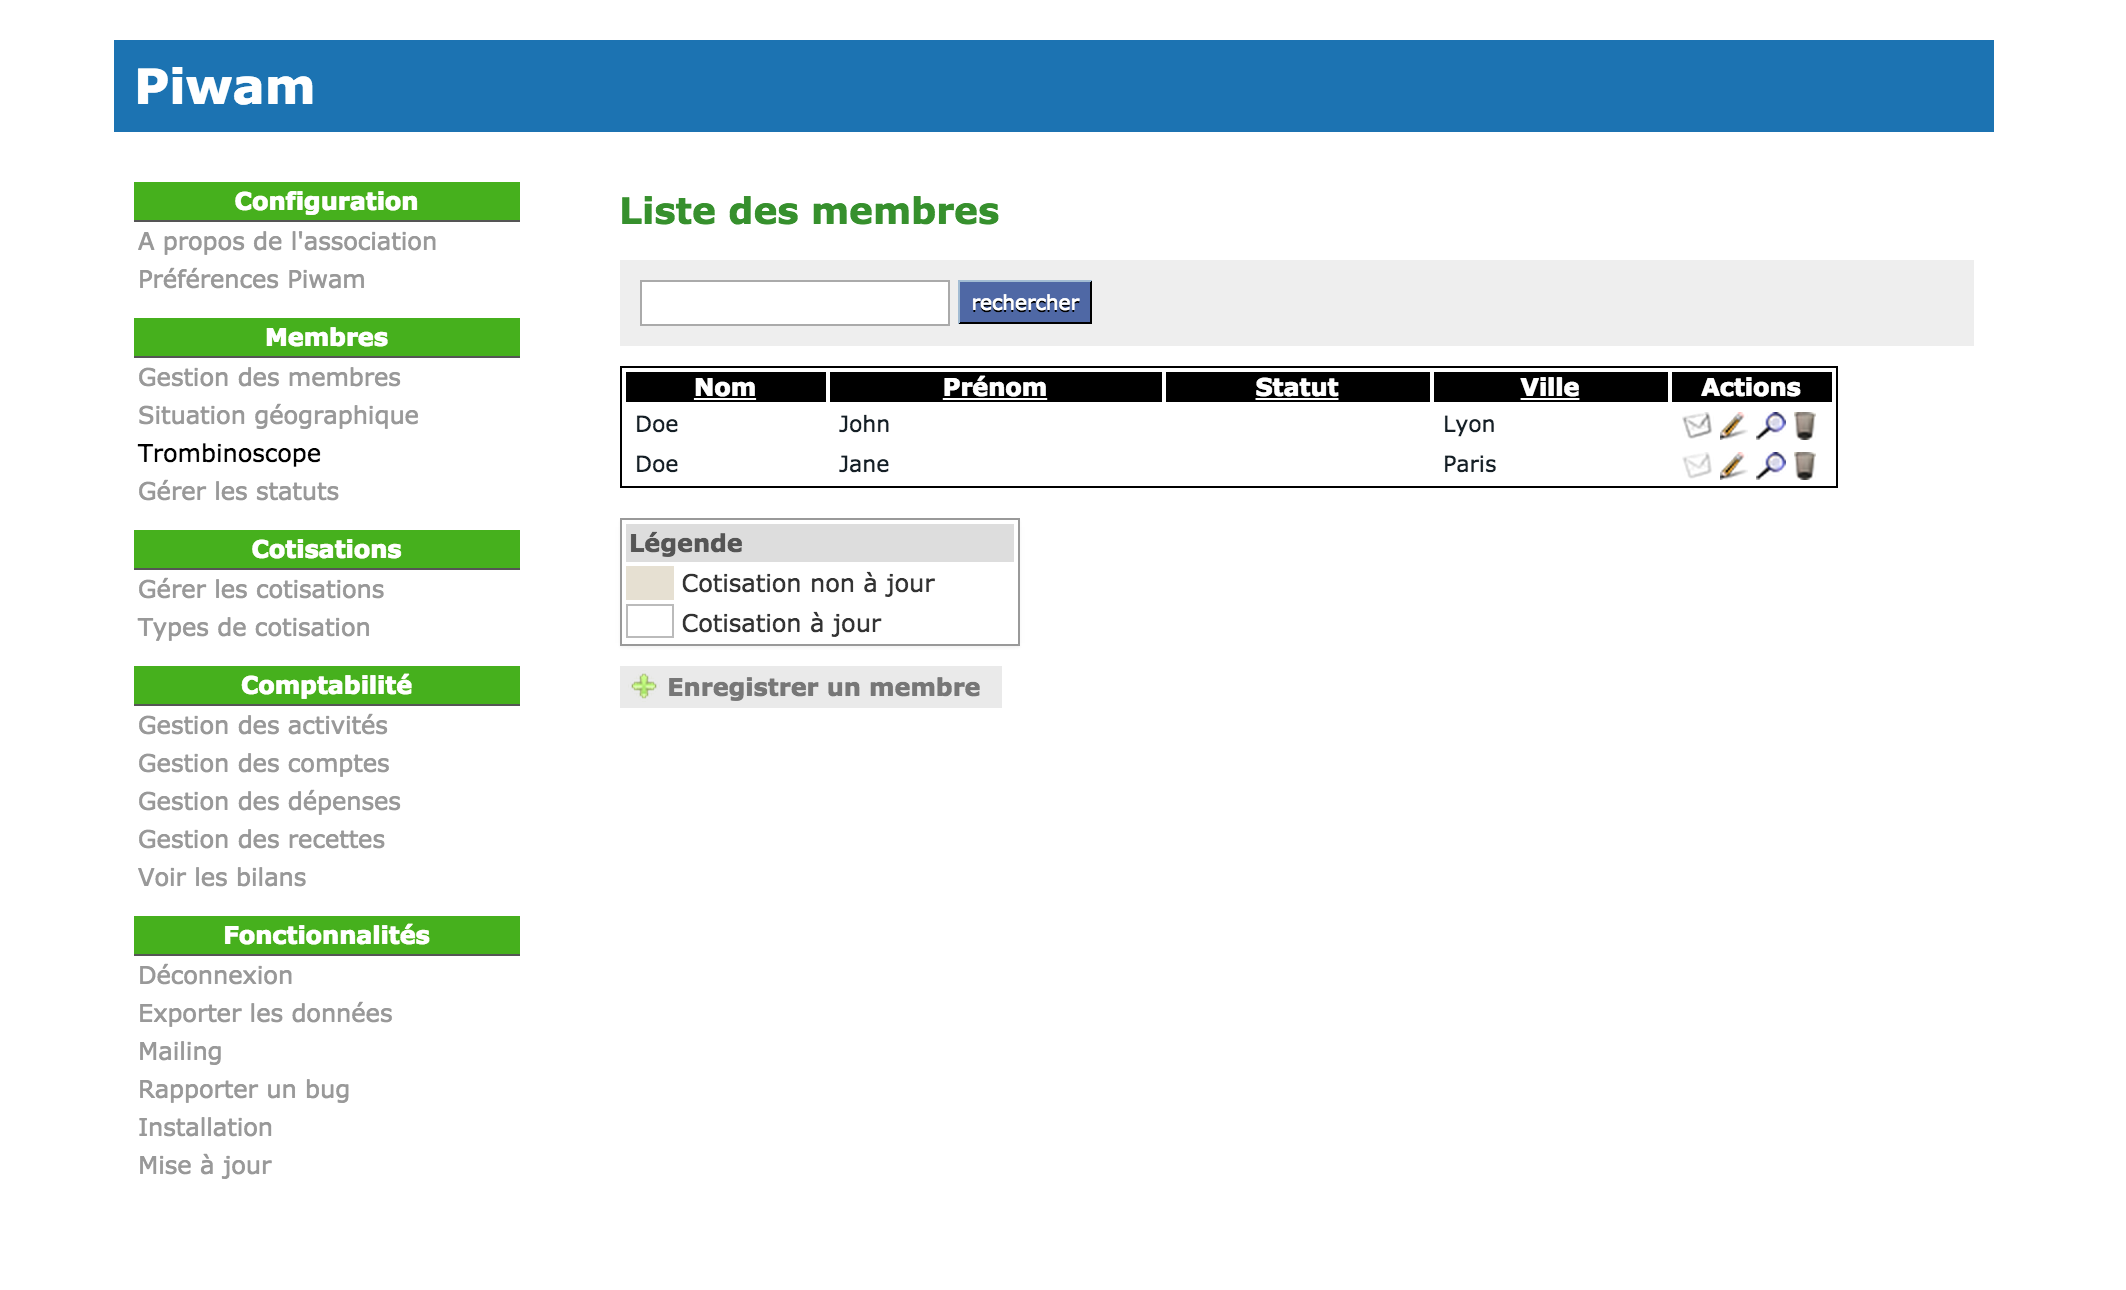 Piwam
Configuration
A propos de l'association
Préférences Piwam
Membres
Gestion des membres
Situation géographique
Trombinoscope
Gérer les statuts
Cotisations
Gérer les cotisations
Types de cotisation
Comptabilité
Gestion des activités
Gestion des comptes
Gestion des dépenses
Gestion des recettes
Voir les bilans
Fonctionnalités
Déconnexion
Exporter les données
Mailing
Rapporter un bug
Installation
Mise à jour
Liste des membres
rechercher
Nom Prénom Statut Ville Actions
Doe John Lyon
Doe Jane Paris
Légende
Cotisation non à jour
Cotisation à jour
Enregistrer un membre